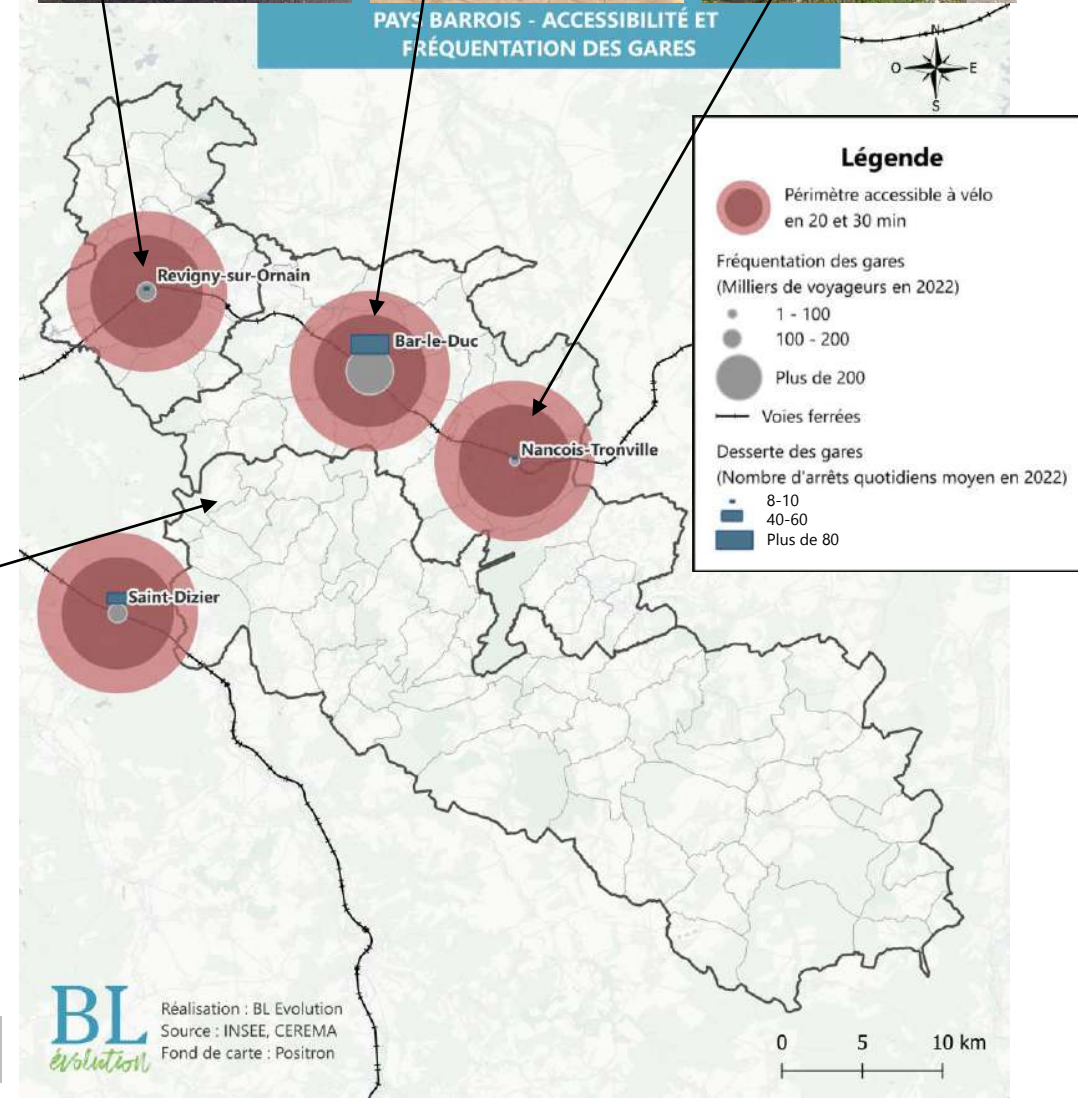 PAYS BARROIS - ACCESSIBILITÉ ET
FRÉQUENTATION DES GARES
N
O
E
S
Légende
Périmètre accessible à vélo
en 20 et 30 min
Fréquentation des gares
(Milliers de voyageurs en 2022)
1 - 100
100 - 200
Plus de 200
Voies ferrées
Desserte des gares
(Nombre d'arrêts quotidiens moyen en 2022)
8-10
40-60
Plus de 80
Revigny-sur-Ornain
Bar-le-Duc
Nancois-Tronville
Saint-Dizier
BL
évolution
Réalisation : BL Evolution
Source : INSEE, CEREMA
Fond de carte : Positron
0 5 10 km